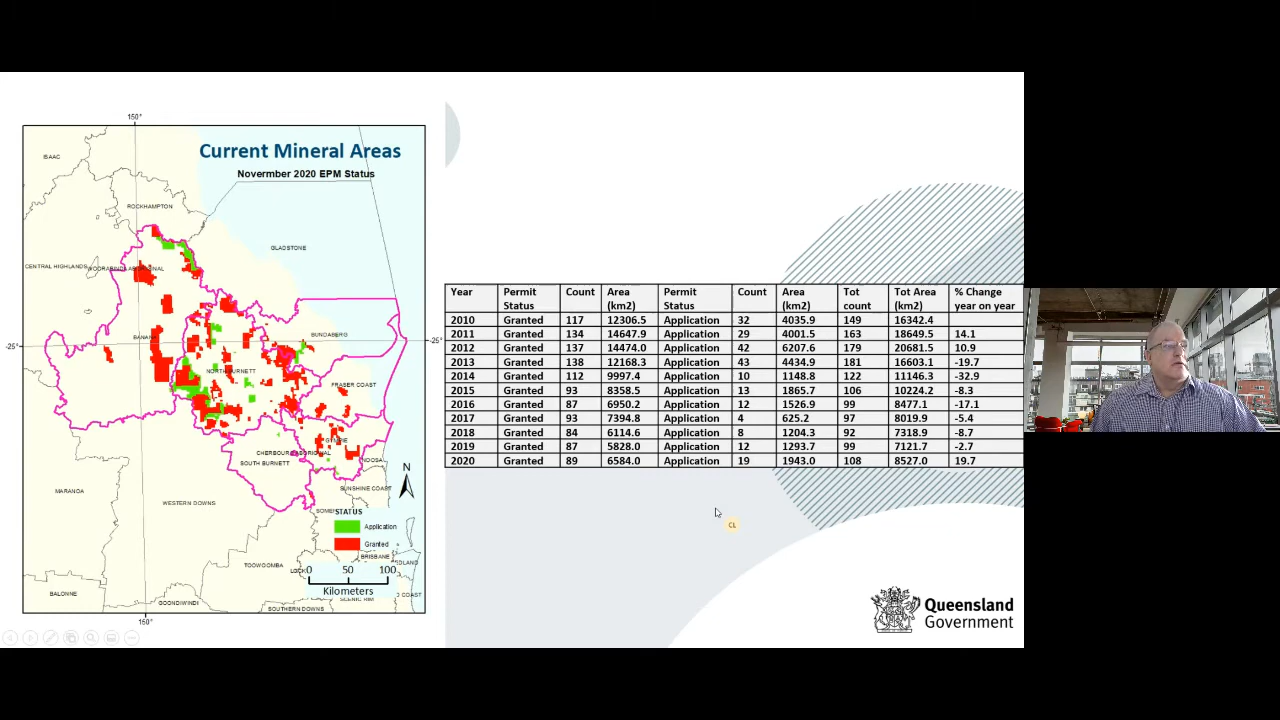 150°
Current Mineral Areas
Novermber 2020 EPM Status
ISAAC
ROCKHAMPTON
GLADSTONE
CENTRAL HIGHLANDS
WOORABINDA ABORIGINAL
BUNDABERG
BANANA
-25°
-25°
NORTH BURNETT
FRASER COAST
GYMPIE
CHERBOURG ABORIGINAL
NOOSA
SOUTH BURNETT
N
MARANOA
SUNSHINE COAST
WESTERN DOWNS
SOMER
STATUS
Application
Granted
BRISBANE
TOOWOOMBA
LOCK
DLAND
0 50 100
Kilometers
BALONNE
GOONDIWINDI
SCENIC RIM
D COAST
SOUTHERN DOWNS
150°
Year Permit Status Count Area (km2) Permit Status Count Area (km2) Tot count Tot Area (km2) % Change year on year
2010 Granted 117 12306.5 Application 32 4035.9 149 16342.4
2011 Granted 134 14647.9 Application 29 4001.5 163 18649.5 14.1
2012 Granted 137 14474.0 Application 42 6207.6 179 20681.5 10.9
2013 Granted 138 12168.3 Application 43 4434.9 181 16603.1 -19.7
2014 Granted 112 9997.4 Application 10 1148.8 122 11146.3 -32.9
2015 Granted 93 8358.5 Application 13 1865.7 106 10224.2 -8.3
2016 Granted 87 6950.2 Application 12 1526.9 99 8477.1 -17.1
2017 Granted 93 7394.8 Application 4 625.2 97 8019.9 -5.4
2018 Granted 84 6114.6 Application 8 1204.3 92 7318.9 -8.7
2019 Granted 87 5828.0 Application 12 1293.7 99 7121.7 -2.7
2020 Granted 89 6584.0 Application 19 1943.0 108 8527.0 19.7
CL
Queensland
Government